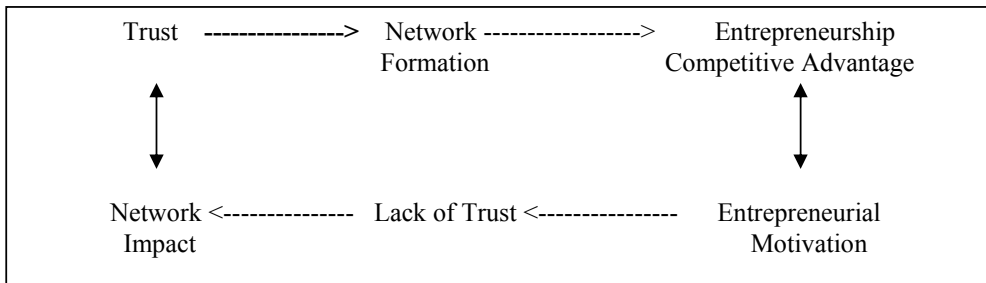 Trust ----------------> Network ------------------> Entrepreneurship
Formation Competitive Advantage
Network <-------------- Lack of Trust <--------------- Entrepreneurial
Impact Motivation